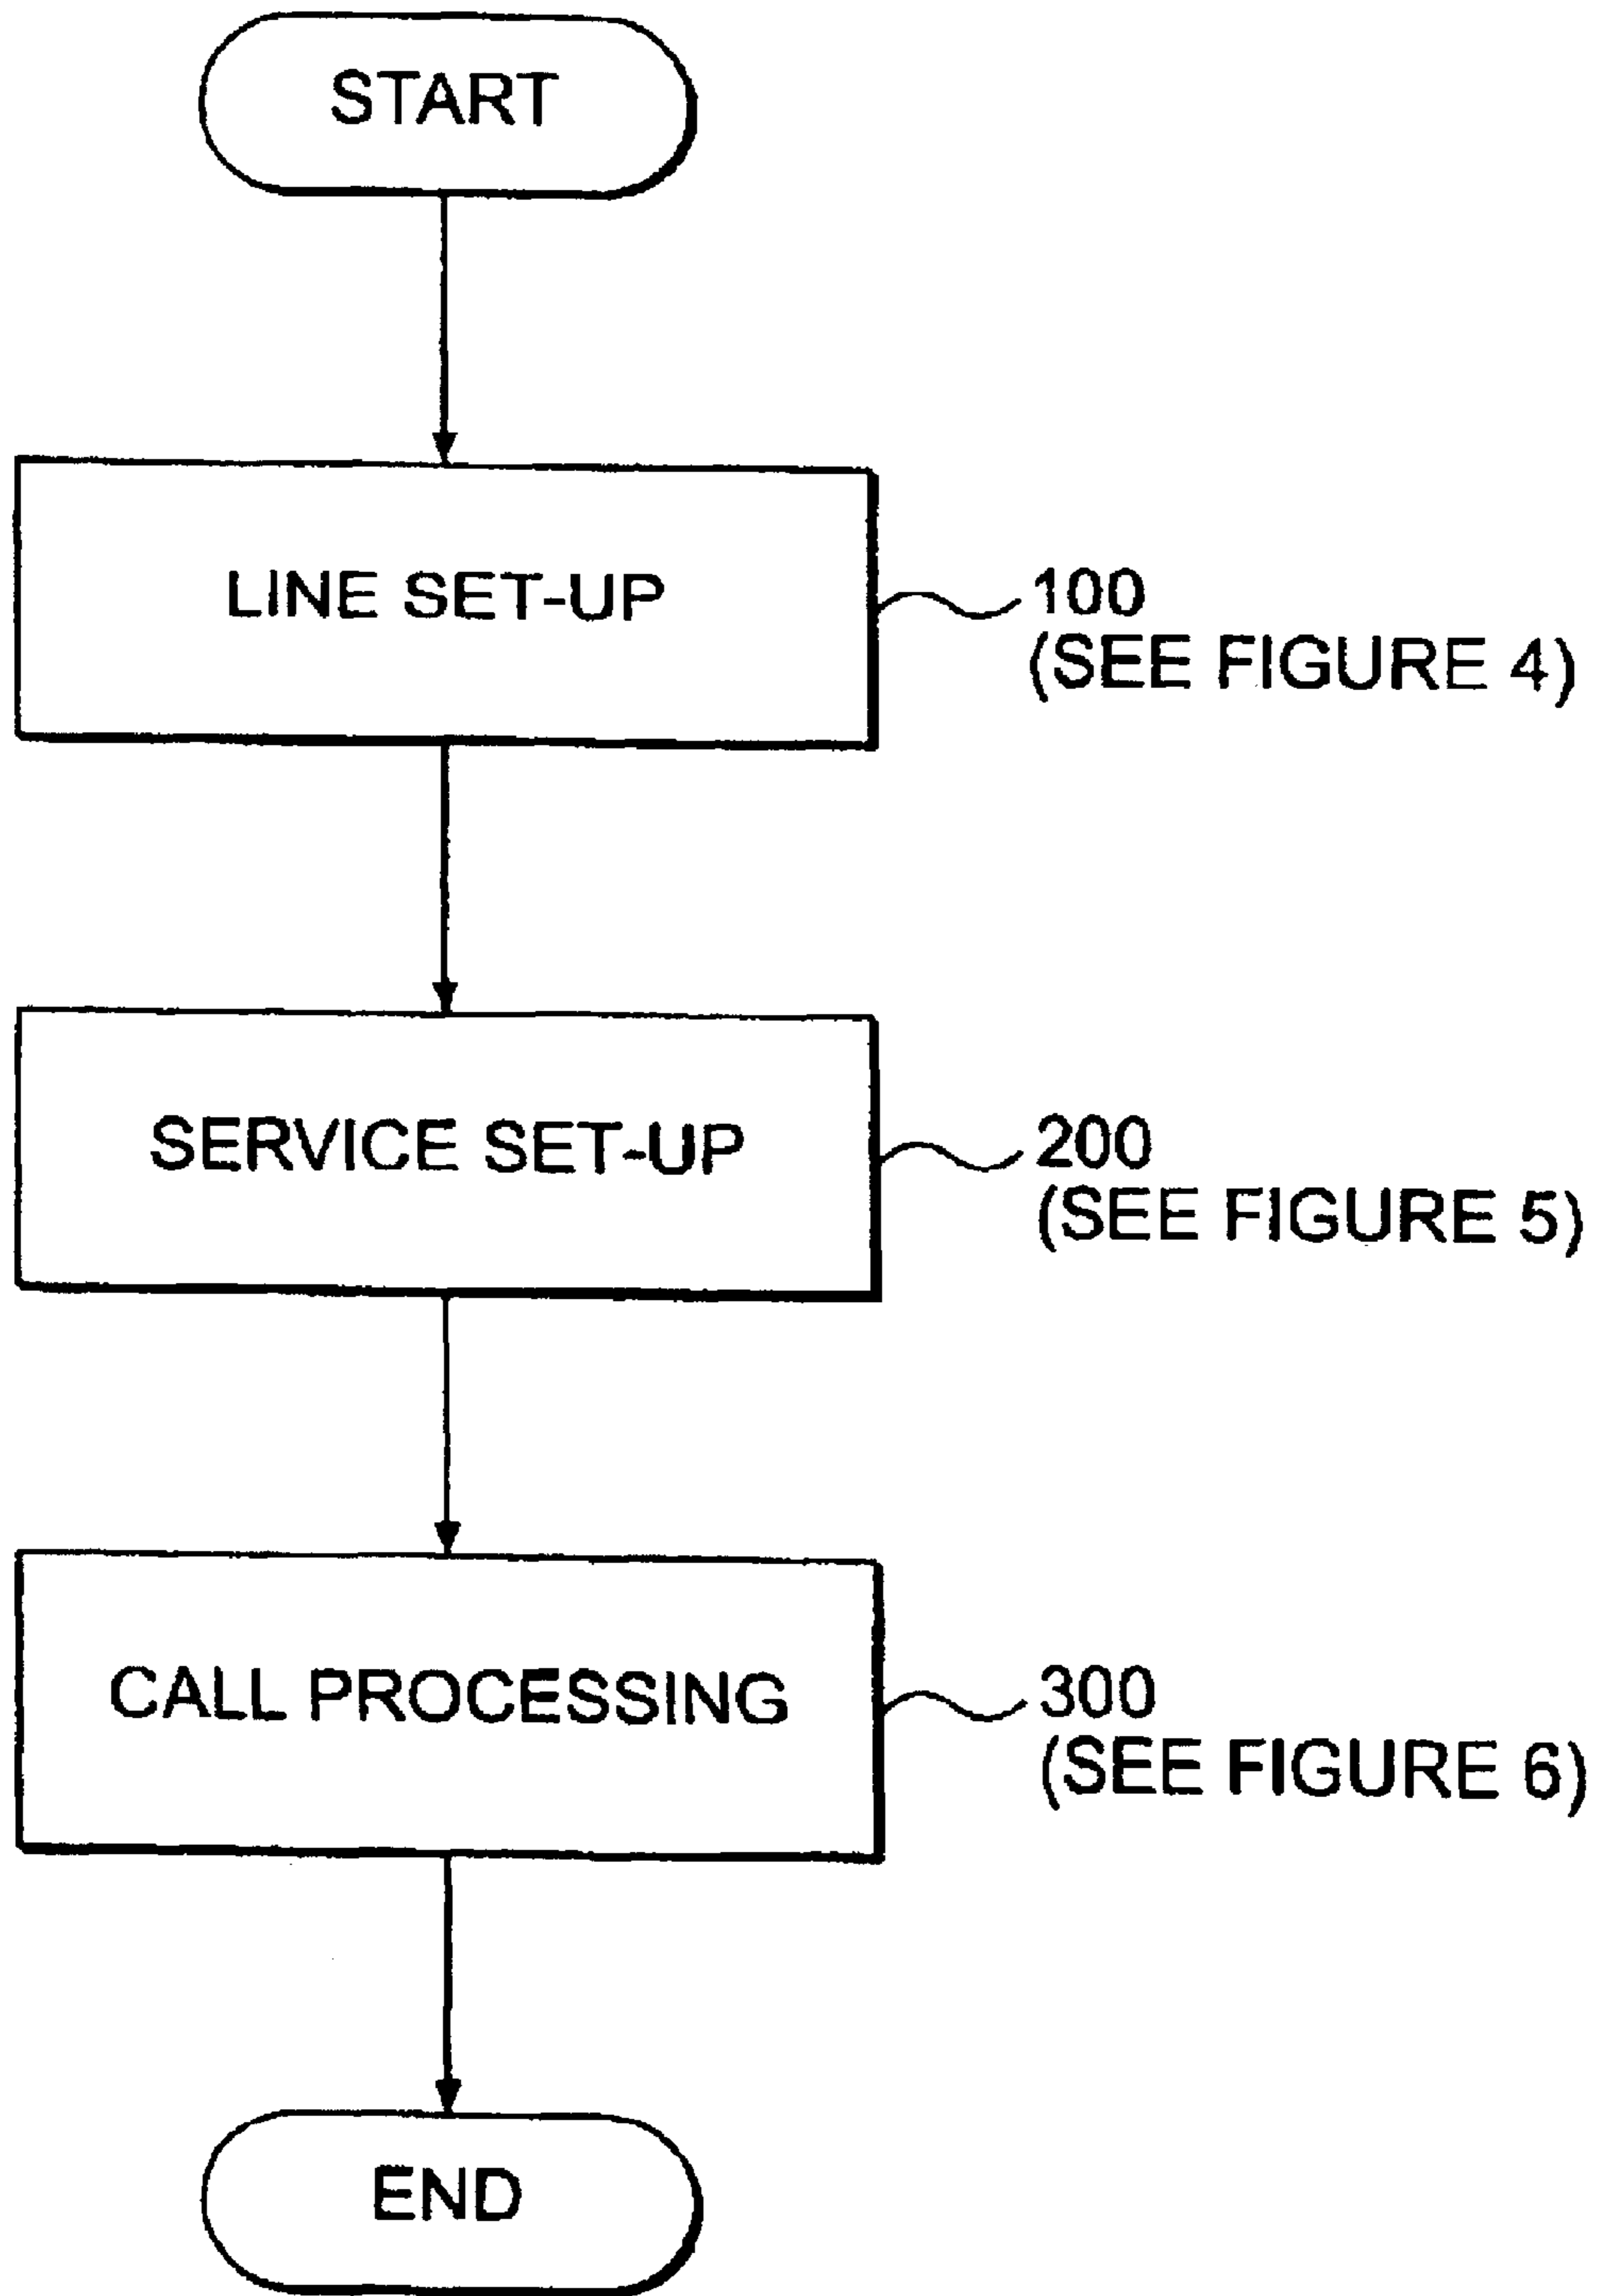 START
LINE SET-UP
100
(SEE FIGURE 4)
SERVICE SET-UP
200
(SEE FIGURE 5)
CALL PROCESSING
300
(SEE FIGURE 6)
END